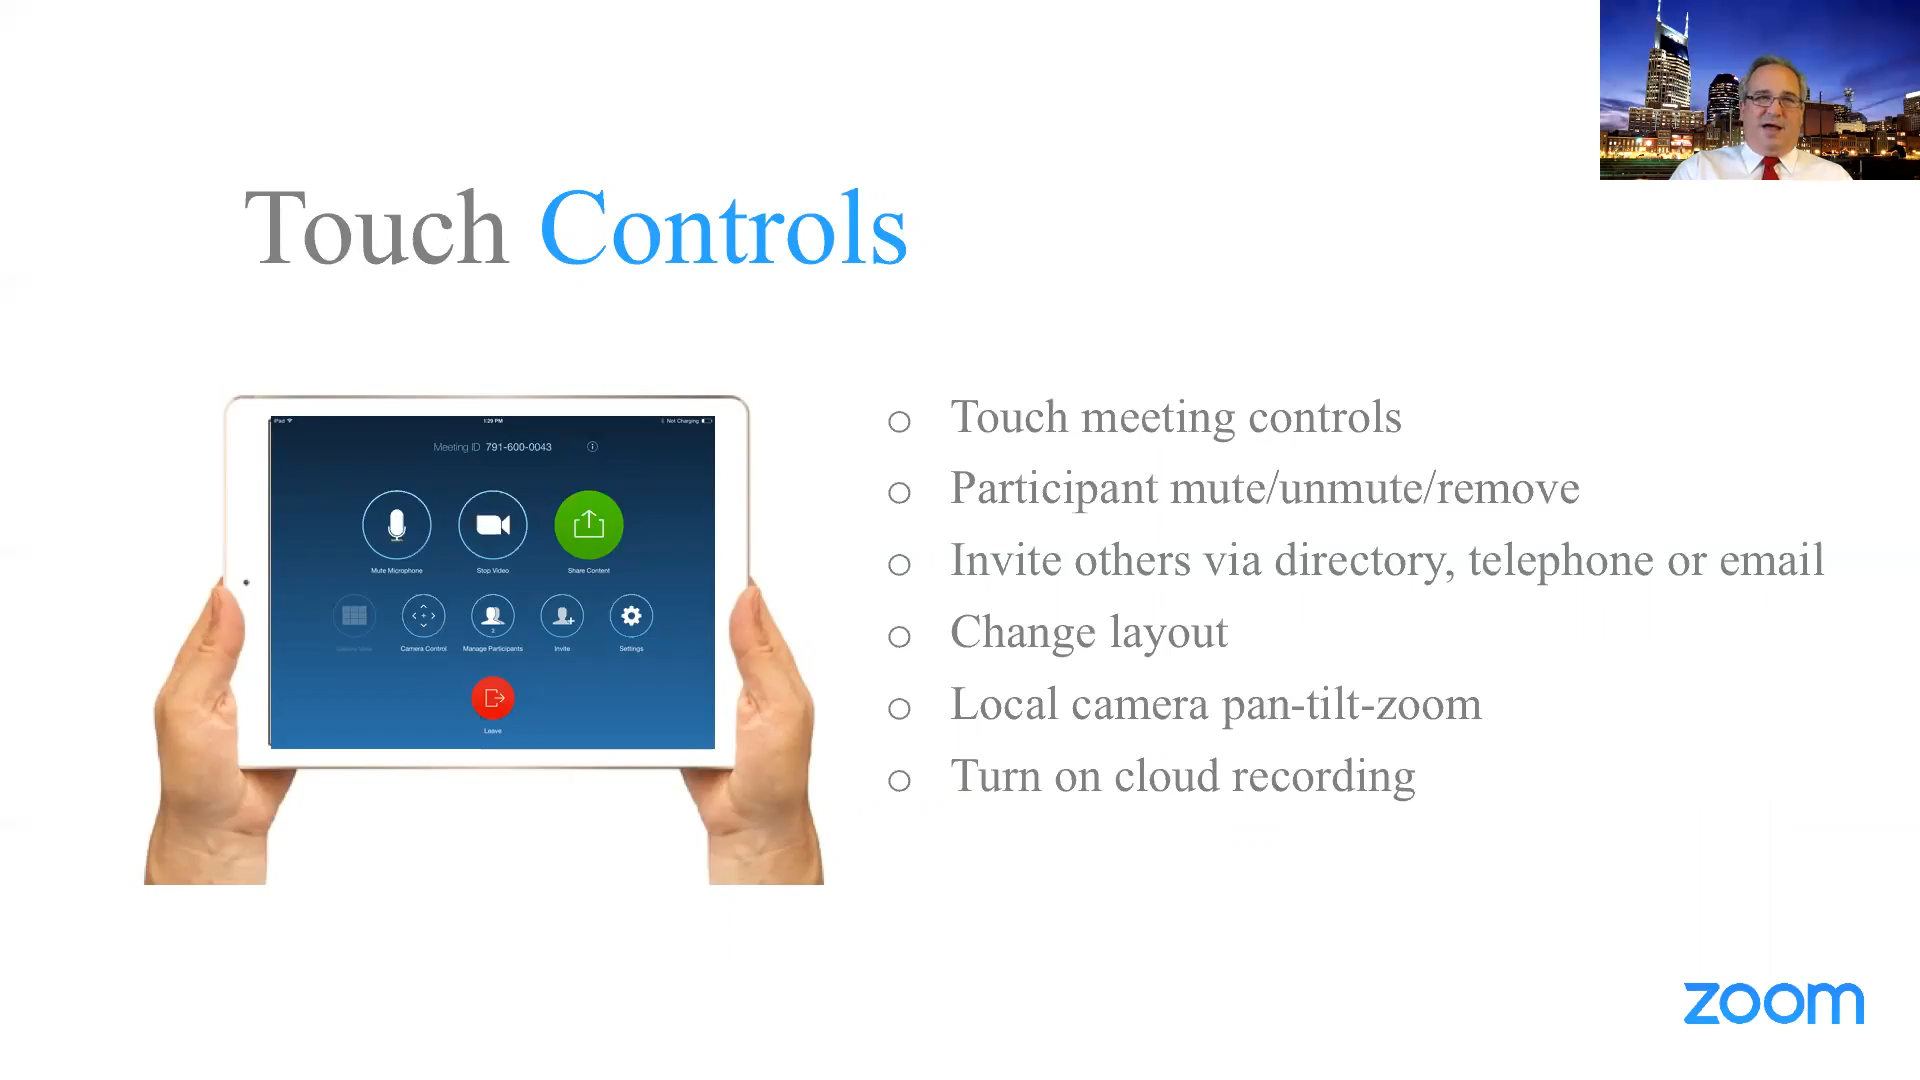 Touch Controls
iPad
1:29 PM
Not Charging
Meeting ID 791-600-0043
Mute Microphone
Stop Video
Share Content
Camera Control
Manage Participants
2
Invite
Settings
Leave
Touch meeting controls
Participant mute/unmute/remove
Invite others via directory, telephone or email
Change layout
Local camera pan-tilt-zoom
Turn on cloud recording
zoom